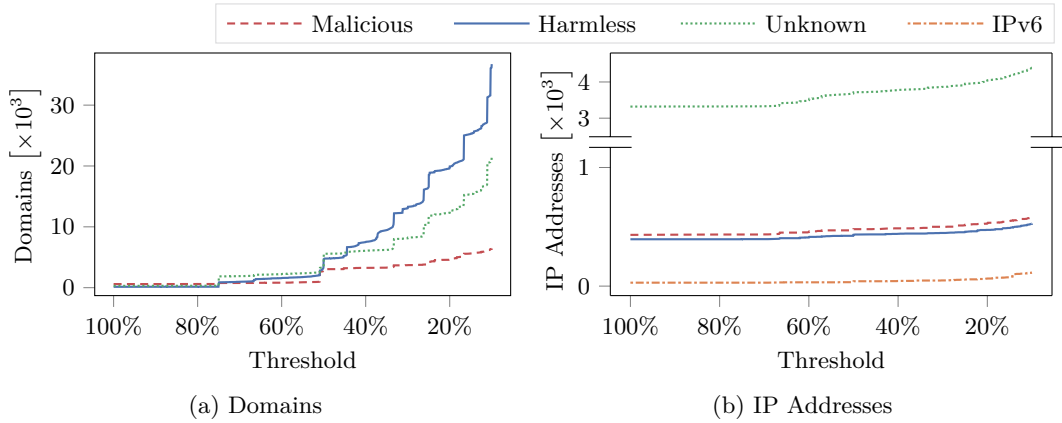 Malicious Harmless Unknown IPv6
Domains [×10³]
30
20
10
0
100% 80% 60% 40% 20%
Threshold
(a) Domains
IP Addresses [×10³]
4
3
1
0
100% 80% 60% 40% 20%
Threshold
(b) IP Addresses